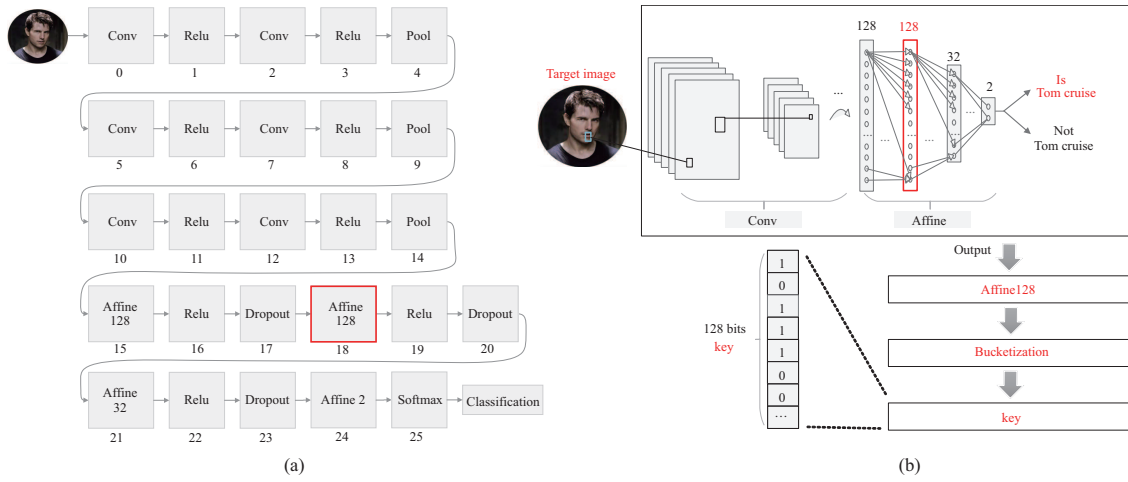 Conv
Relu
Conv
Relu
Pool
0
1
2
3
4
Conv
Relu
Conv
Relu
Pool
5
6
7
8
9
Conv
Relu
Conv
Relu
Pool
10
11
12
13
14
Affine
128
Relu
Dropout
Affine
128
Relu
Dropout
15
16
17
18
19
20
Affine
32
Relu
Dropout
Affine 2
Softmax
Classification
21
22
23
24
25
(a)
Target image
...
128
128
32
2
...
...
...
...
...
...
Is
Tom cruise
Not
Tom cruise
Conv
Affine
Output
Affine128
Bucketization
key
128 bits
key
1
0
1
1
1
0
0
...
(b)